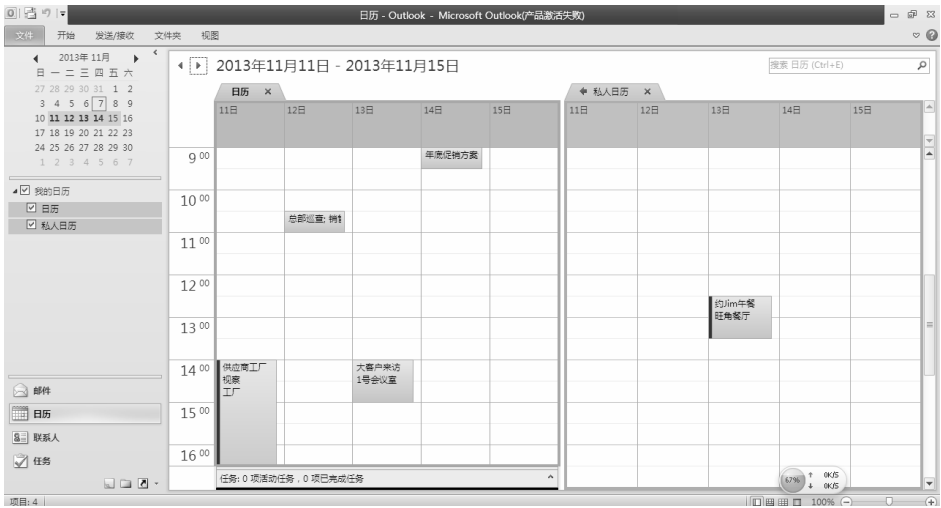 日历 - Outlook - Microsoft Outlook(产品激活失败)
文件 开始 发送/接收 文件夹 视图
2013年 11月
日 一 二 三 四 五 六
27 28 29 30 31 1 2
3 4 5 6 7 8 9
10 11 12 13 14 15 16
17 18 19 20 21 22 23
24 25 26 27 28 29 30
1 2 3 4 5 6 7
我的日历
日历
私人日历
邮件
日历
联系人
任务
2013年11月11日 - 2013年11月15日
搜索 日历 (Ctrl+E)
日历
11日 12日 13日 14日 15日
私人日历
11日 12日 13日 14日 15日
9 00
年底促销方案
10 00
总部巡查; 销售
11 00
12 00
约Jim午餐
旺角餐厅
13 00
14 00
供应商工厂
视察
工厂
大客户来访
1号会议室
15 00
16 00
任务: 0 项活动任务，0 项已完成任务
67%
0K/S
0K/S
项目: 4
100%